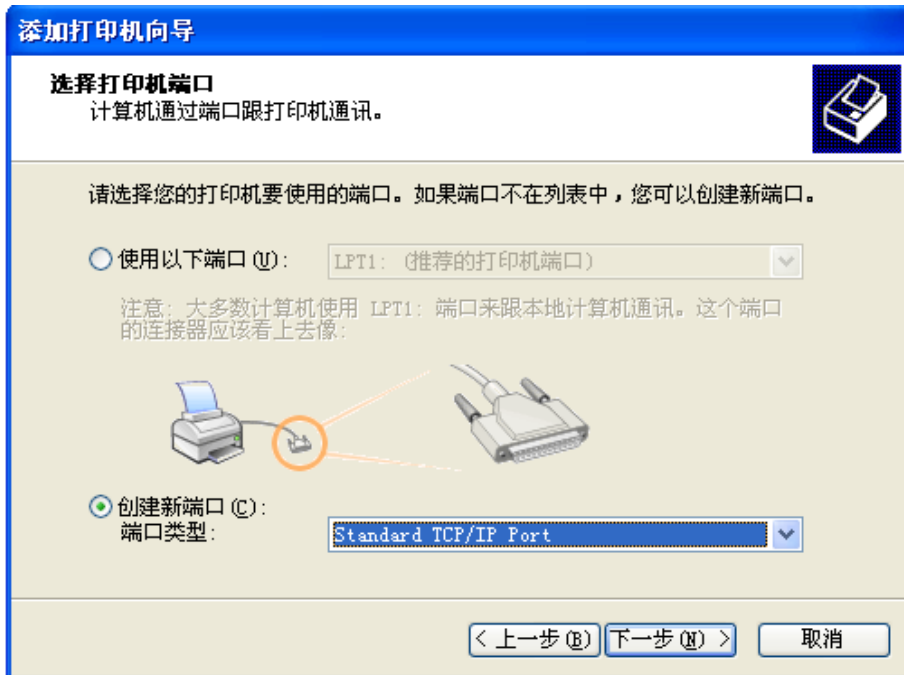 添加打印机向导
选择打印机端口
计算机通过端口跟打印机通讯。
请选择您的打印机要使用的端口。如果端口不在列表中，您可以创建新端口。
使用以下端口(U): LPT1: (推荐的打印机端口)
注意: 大多数计算机使用 LPT1: 端口来跟本地计算机通讯。这个端口
的连接器应该看上去像:
创建新端口(C):
端口类型: Standard TCP/IP Port
< 上一步(B) 下一步(N) > 取消